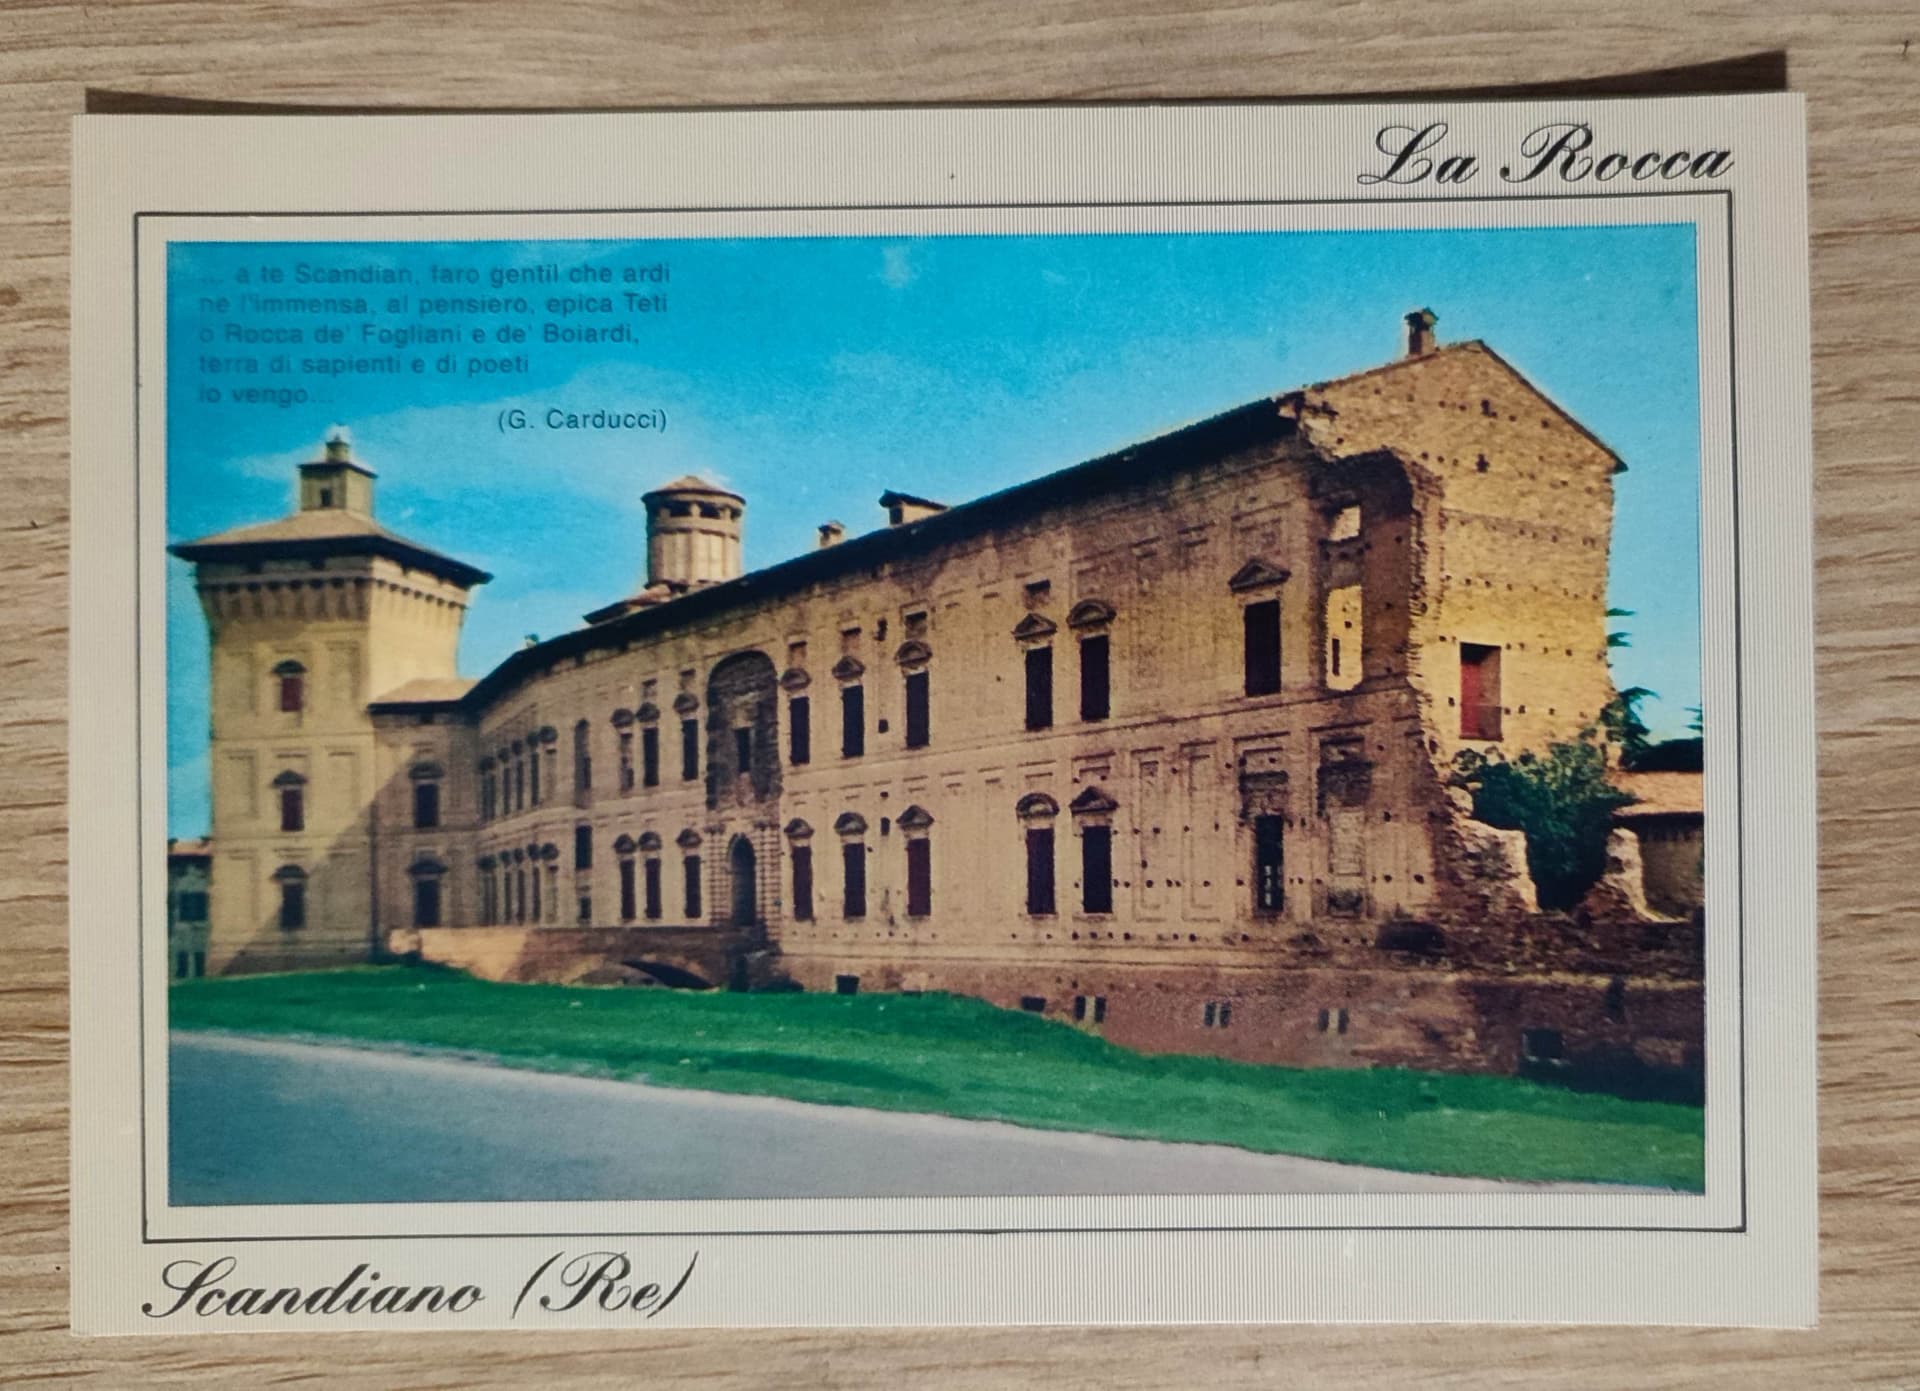 La Rocca
... a te Scandian, faro gentil che ardi
ne l'immensa, al pensiero, epica Teti
o Rocca de' Fogliani e de' Boiardi,
terra di sapienti e di poeti
io vengo...
(G. Carducci)
Scandiano (Re)